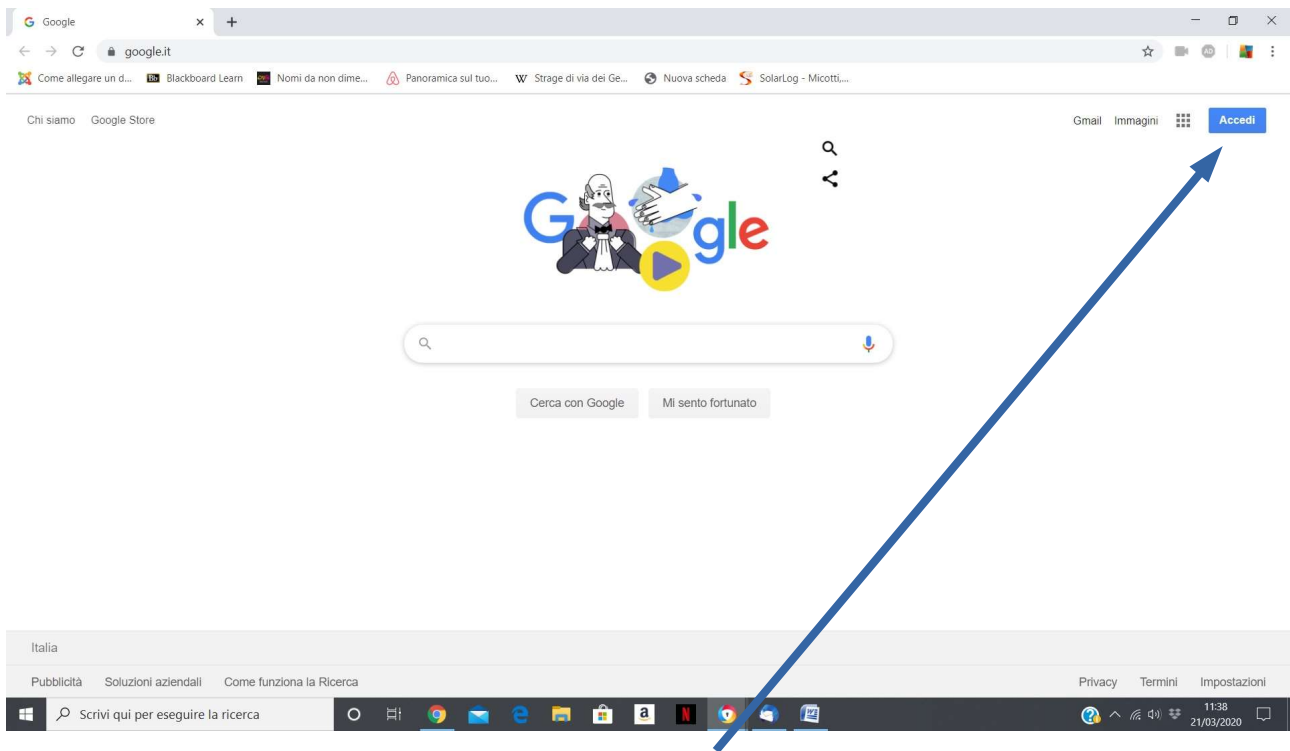 Google
google.it
Come allegare un d... Bb Blackboard Learn Nomi da non dime... Panoramica sul tuo... W Strage di via dei Ge... Nuova scheda SolarLog - Micotti,...
Chi siamo Google Store Gmail Immagini Accedi
G gle
Cerca con Google Mi sento fortunato
Italia
Pubblicità Soluzioni aziendali Come funziona la Ricerca Privacy Termini Impostazioni
Scrivi qui per eseguire la ricerca 11:38
21/03/2020